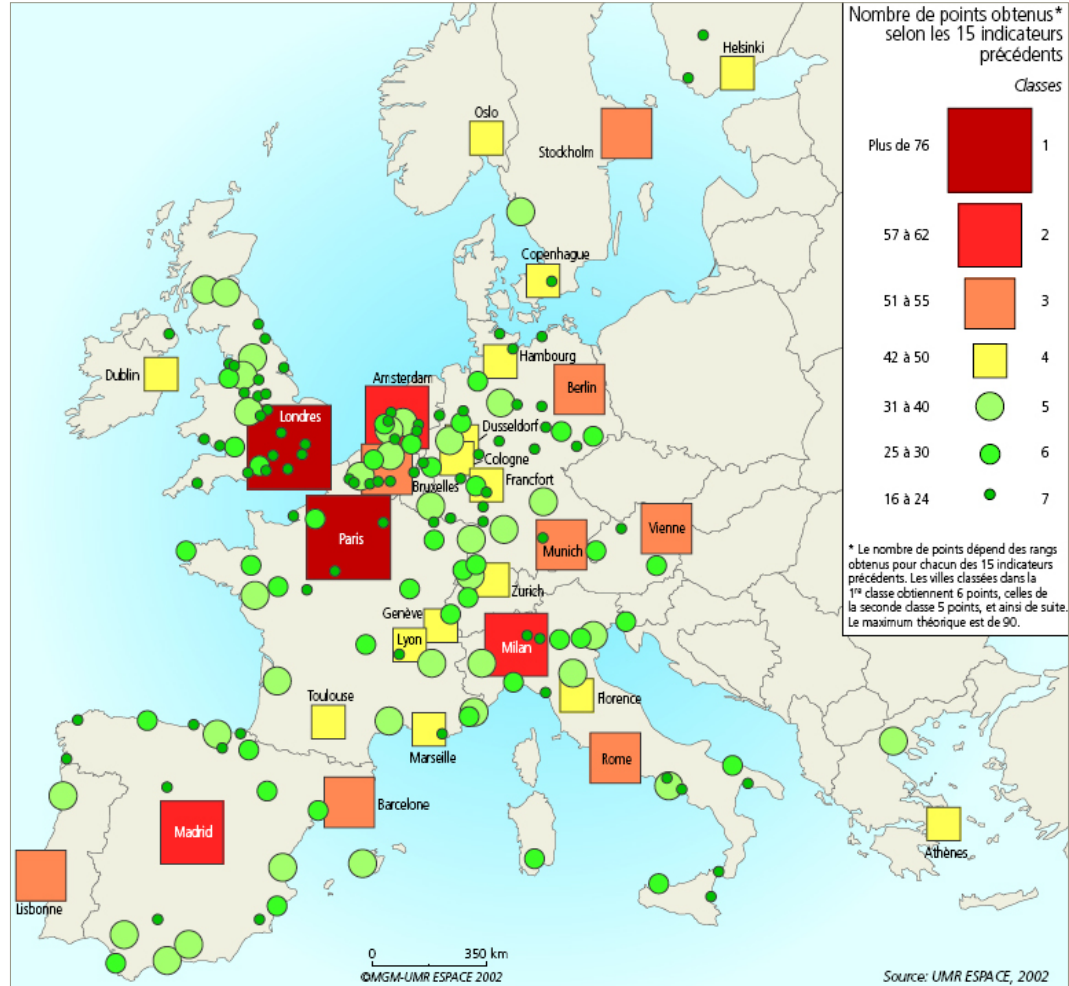 Nombre de points obtenus*
selon les 15 indicateurs
précédents
Classes
Plus de 76
1
57 à 62
2
51 à 55
3
42 à 50
4
31 à 40
5
25 à 30
6
16 à 24
7
* Le nombre de points dépend des rangs
obtenus pour chacun des 15 indicateurs
précédents. Les villes classées dans la
1re classe obtiennent 6 points, celles de
la seconde classe 5 points, et ainsi de suite.
Le maximum théorique est de 90.
Helsinki
Oslo
Stockholm
Copenhague
Hambourg
Dublin
Amsterdam
Berlin
Londres
Dusseldorf
Cologne
Bruxelles
Francfort
Paris
Munich
Vienne
Zurich
Genève
Lyon
Milan
Toulouse
Florence
Marseille
Rome
Barcelone
Madrid
Athènes
Lisbonne
0 350 km
©MGM-UMR ESPACE 2002
Source: UMR ESPACE, 2002